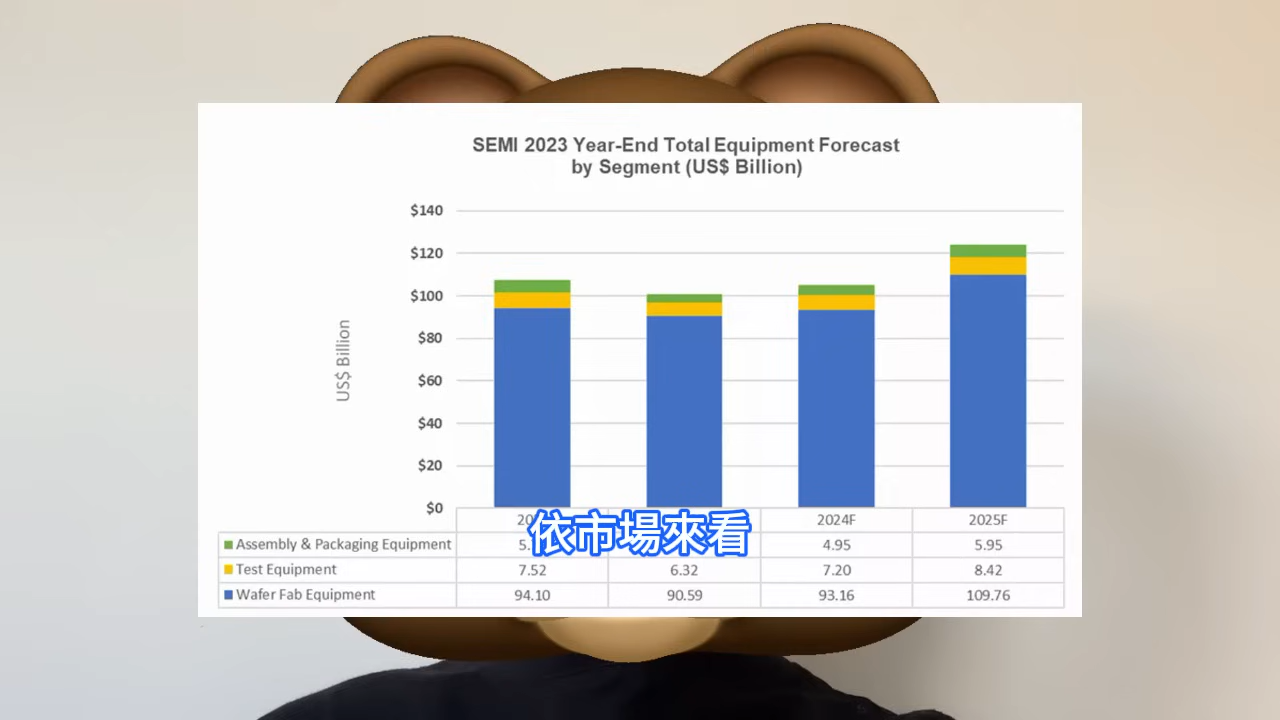 SEMI 2023 Year-End Total Equipment Forecast
by Segment (US$ Billion)
$140
$120
$100
$80
$60
$40
$20
$0
US$ Billion
2024F 2025F
依市場來看
Assembly & Packaging Equipment 4.95 5.95
Test Equipment 7.52 6.32 7.20 8.42
Wafer Fab Equipment 94.10 90.59 93.16 109.76